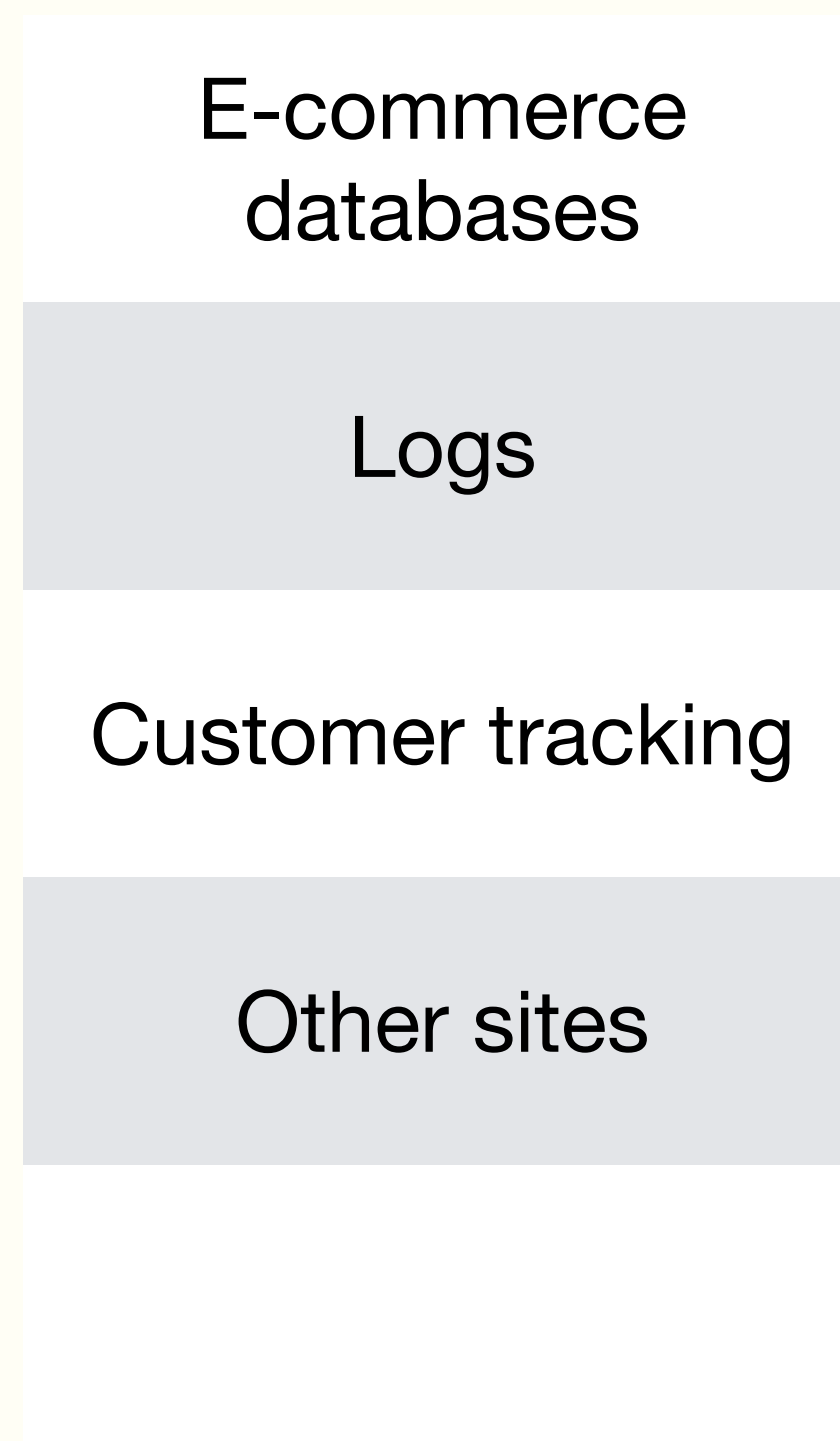 E-commerce
databases
Logs
Customer tracking
Other sites